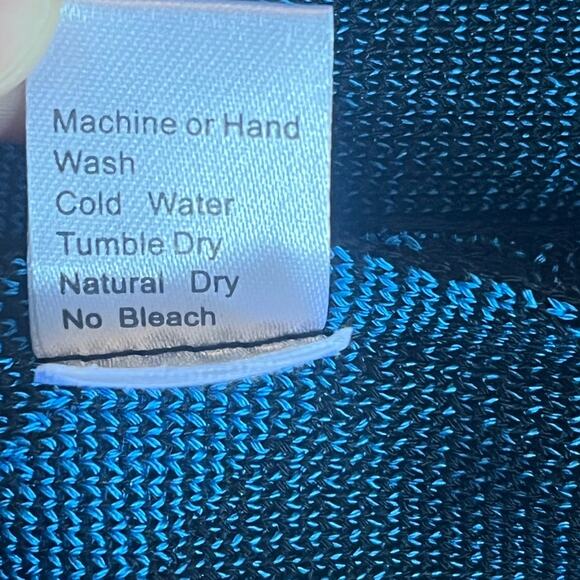 Machine or Hand
Wash
Cold Water
Tumble Dry
Natural Dry
No Bleach